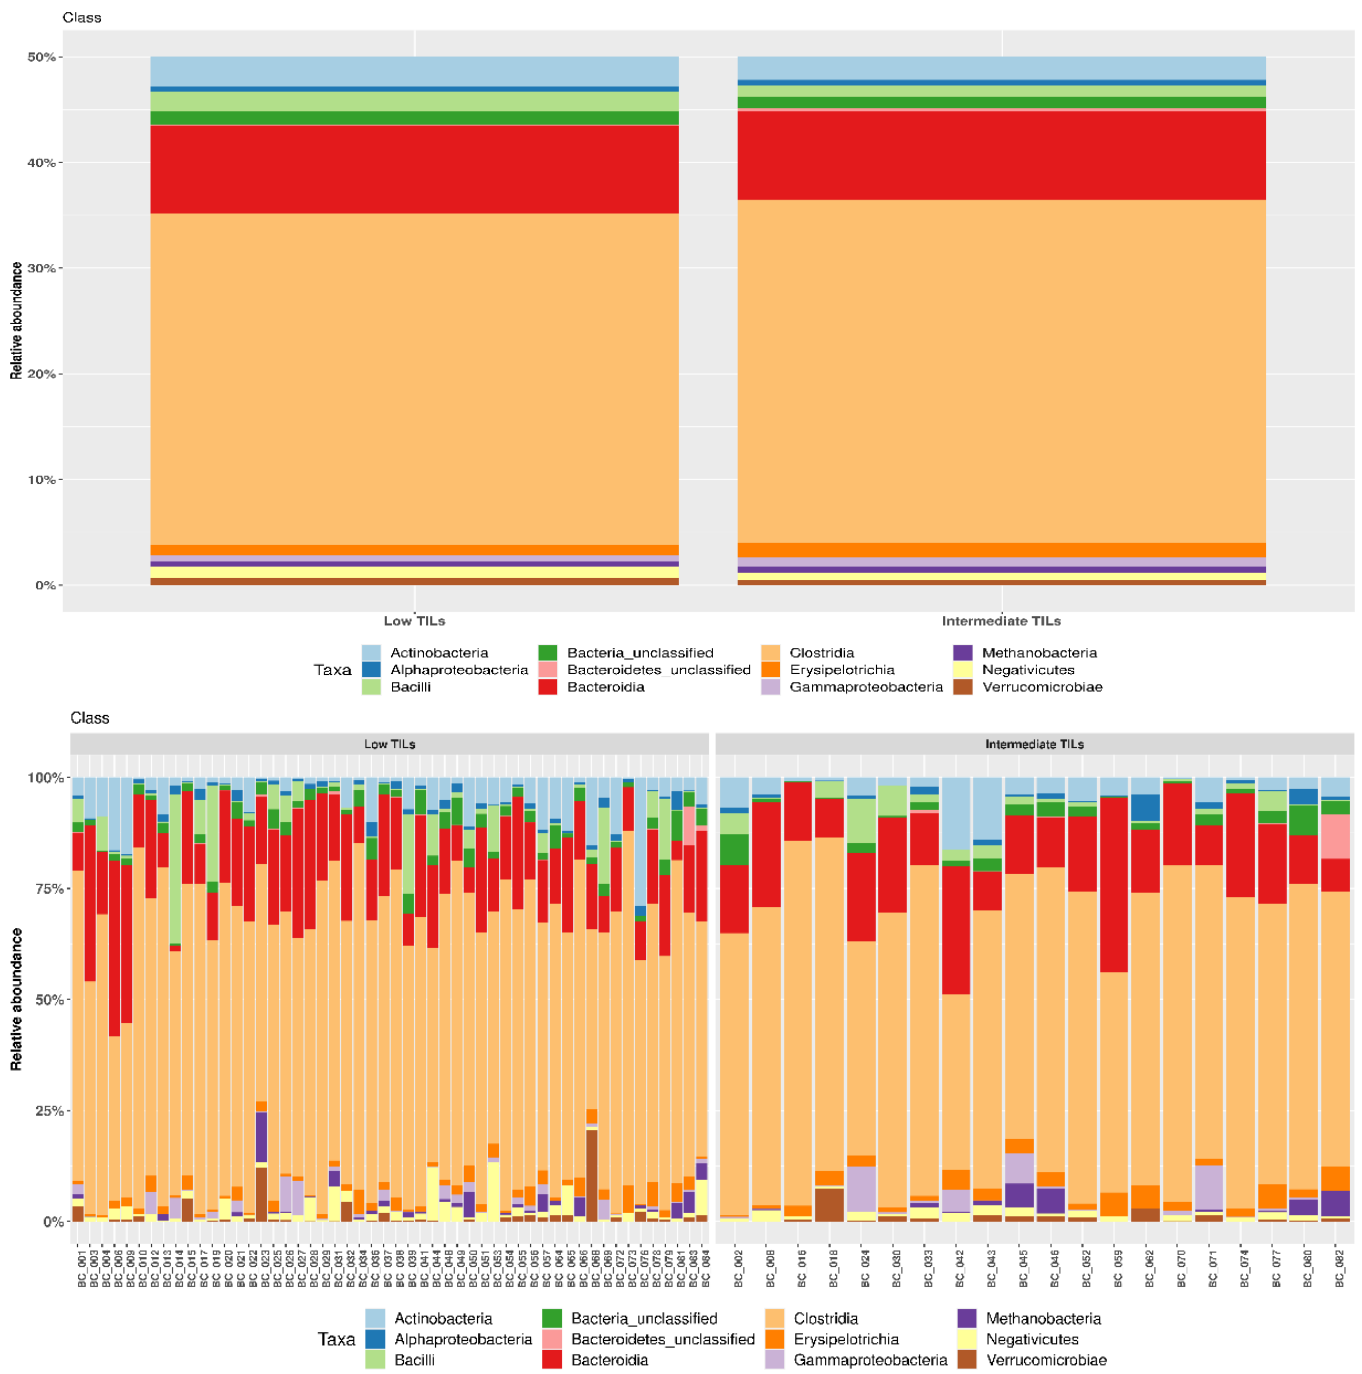 Class
50%
40%
30%
20%
10%
0%
Relative aboundance
Low TILs
Intermediate TILs
Taxa
Actinobacteria
Alphaproteobacteria
Bacilli
Bacteria_unclassified
Bacteroidetes_unclassified
Bacteroidia
Clostridia
Erysipelotrichia
Gammaproteobacteria
Methanobacteria
Negativicutes
Verrucomicrobiae
Class
Low TILs
Intermediate TILs
100%
75%
50%
25%
0%
Relative aboundance
BC_001
BC_003
BC_004
BC_006
BC_009
BC_010
BC_012
BC_013
BC_014
BC_015
BC_017
BC_019
BC_020
BC_021
BC_022
BC_023
BC_025
BC_026
BC_027
BC_028
BC_029
BC_031
BC_032
BC_034
BC_036
BC_037
BC_038
BC_039
BC_041
BC_044
BC_048
BC_049
BC_050
BC_051
BC_053
BC_054
BC_055
BC_056
BC_057
BC_064
BC_065
BC_066
BC_068
BC_069
BC_072
BC_073
BC_076
BC_078
BC_079
BC_081
BC_083
BC_084
BC_002
BC_008
BC_016
BC_018
BC_024
BC_030
BC_033
BC_042
BC_043
BC_045
BC_046
BC_052
BC_059
BC_062
BC_070
BC_071
BC_074
BC_077
BC_080
BC_082
Taxa
Actinobacteria
Alphaproteobacteria
Bacilli
Bacteria_unclassified
Bacteroidetes_unclassified
Bacteroidia
Clostridia
Erysipelotrichia
Gammaproteobacteria
Methanobacteria
Negativicutes
Verrucomicrobiae